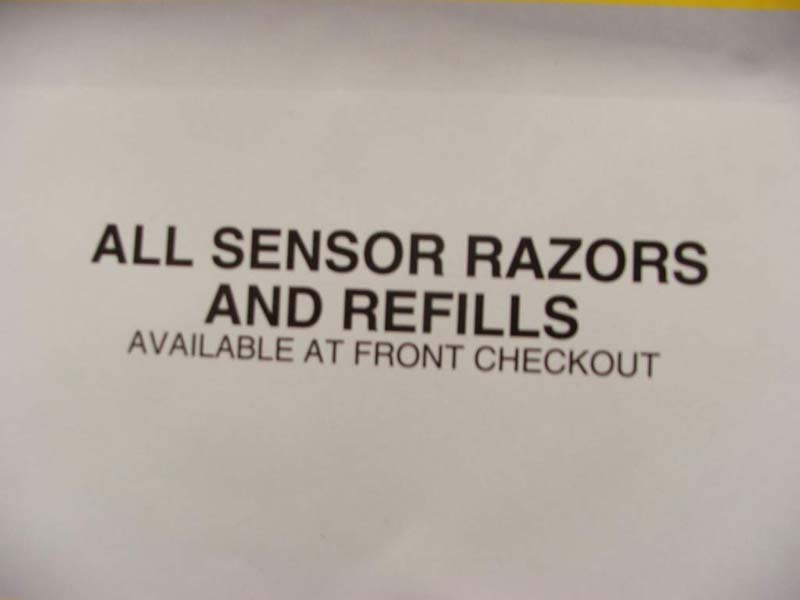 ALL SENSOR RAZORS
AND REFILLS
AVAILABLE AT FRONT CHECKOUT